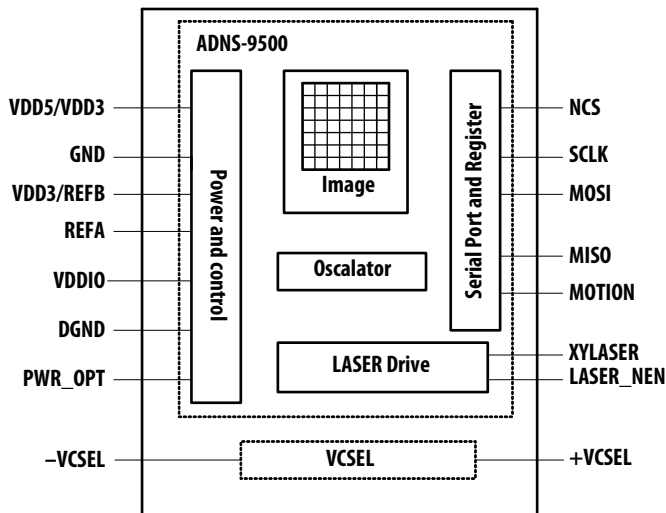 ADNS-9500
VDD5/VDD3
GND
VDD3/REFB
REFA
VDDIO
DGND
PWR_OPT
–VCSEL
Power and control
Image
Oscalator
LASER Drive
VCSEL
Serial Port and Register
NCS
SCLK
MOSI
MISO
MOTION
XYLASER
LASER_NEN
+VCSEL